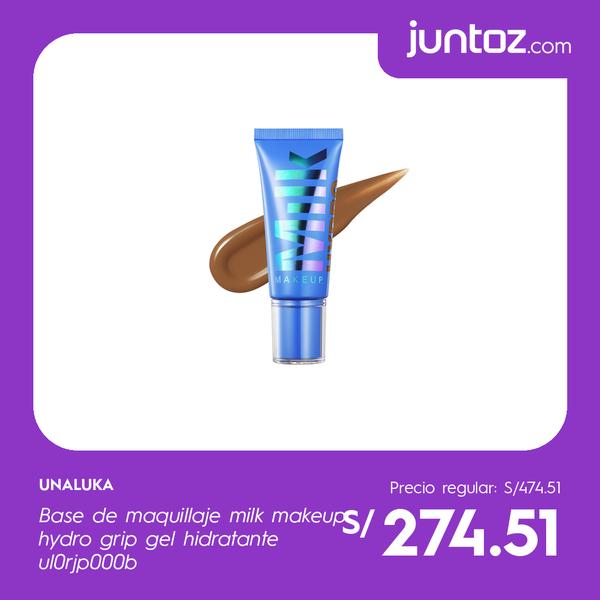 juntoz.com
Milk
HYDRO
MAKEUP
UNALUKA
Precio regular: S/474.51
Base de maquillaje milk makeup
hydro grip gel hidratante
ul0rjp000b
S/ 274.51